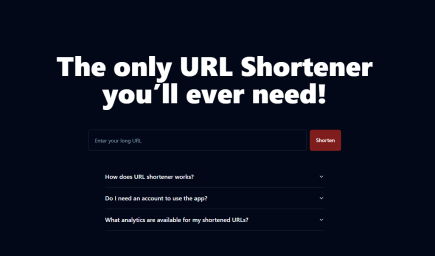 The only URL Shortener
you'll ever need!
Enter your long URL
Shorten
How does URL shortener works?
Do I need an account to use the app?
What analytics are available for my shortened URLs?